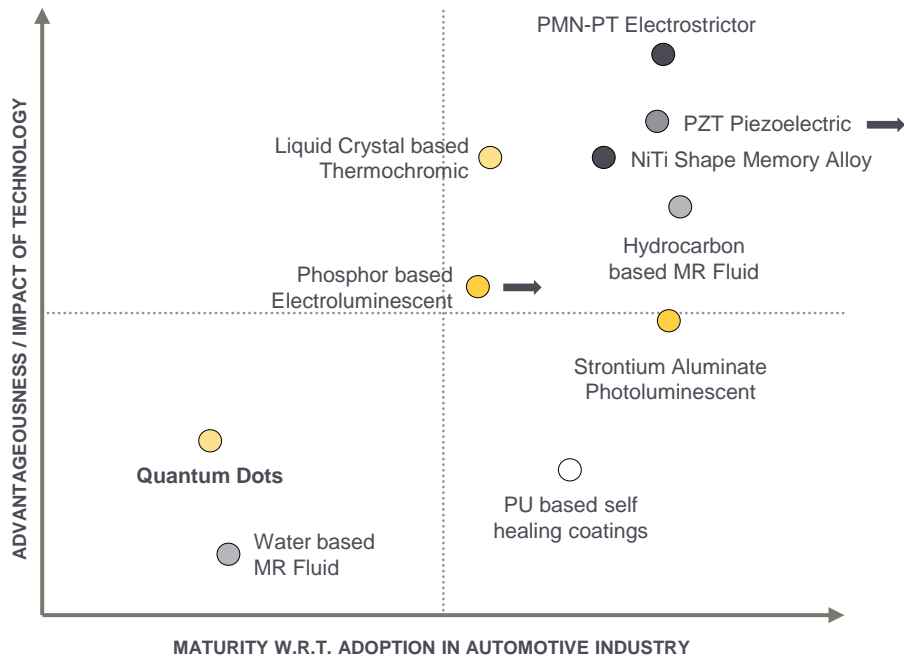 PMN-PT Electrostrictor
ADVANTAGEOUSNESS / IMPACT OF TECHNOLOGY
PZT Piezoelectric
Liquid Crystal based
Thermochromic
NiTi Shape Memory Alloy
Hydrocarbon
based MR Fluid
Phosphor based
Electroluminescent
Strontium Aluminate
Photoluminescent
Quantum Dots
PU based self
healing coatings
Water based
MR Fluid
MATURITY W.R.T. ADOPTION IN AUTOMOTIVE INDUSTRY